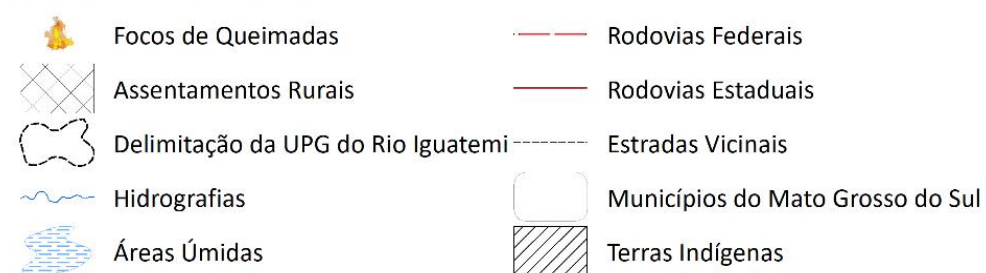 Focos de Queimadas
Assentamentos Rurais
Delimitação da UPG do Rio Iguatemi
Hidrografias
Áreas Úmidas
Rodovias Federais
Rodovias Estaduais
Estradas Vicinais
Municípios do Mato Grosso do Sul
Terras Indígenas